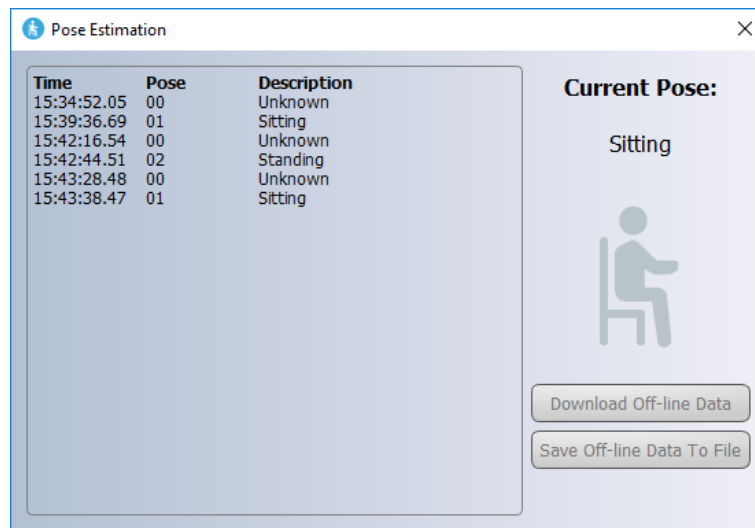 Pose Estimation
Time Pose Description
15:34:52.05 00 Unknown
15:39:36.69 01 Sitting
15:42:16.54 00 Unknown
15:42:44.51 02 Standing
15:43:28.48 00 Unknown
15:43:38.47 01 Sitting
Current Pose:
Sitting
Download Off-line Data
Save Off-line Data To File